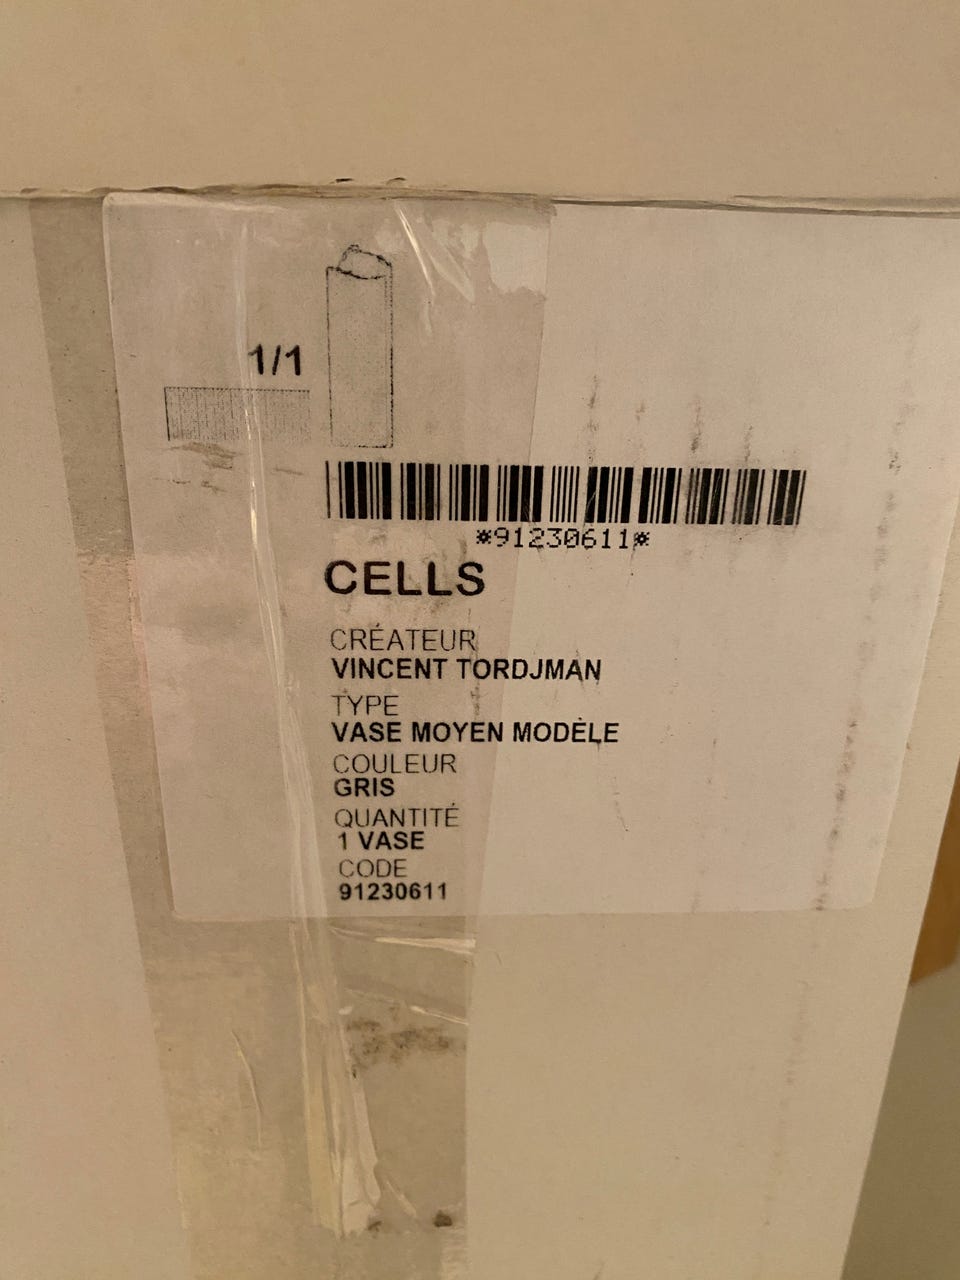 1/1
*91230611*
CELLS
CRÉATEUR
VINCENT TORDJMAN
TYPE
VASE MOYEN MODÈLE
COULEUR
GRIS
QUANTITÉ
1 VASE
CODE
91230611